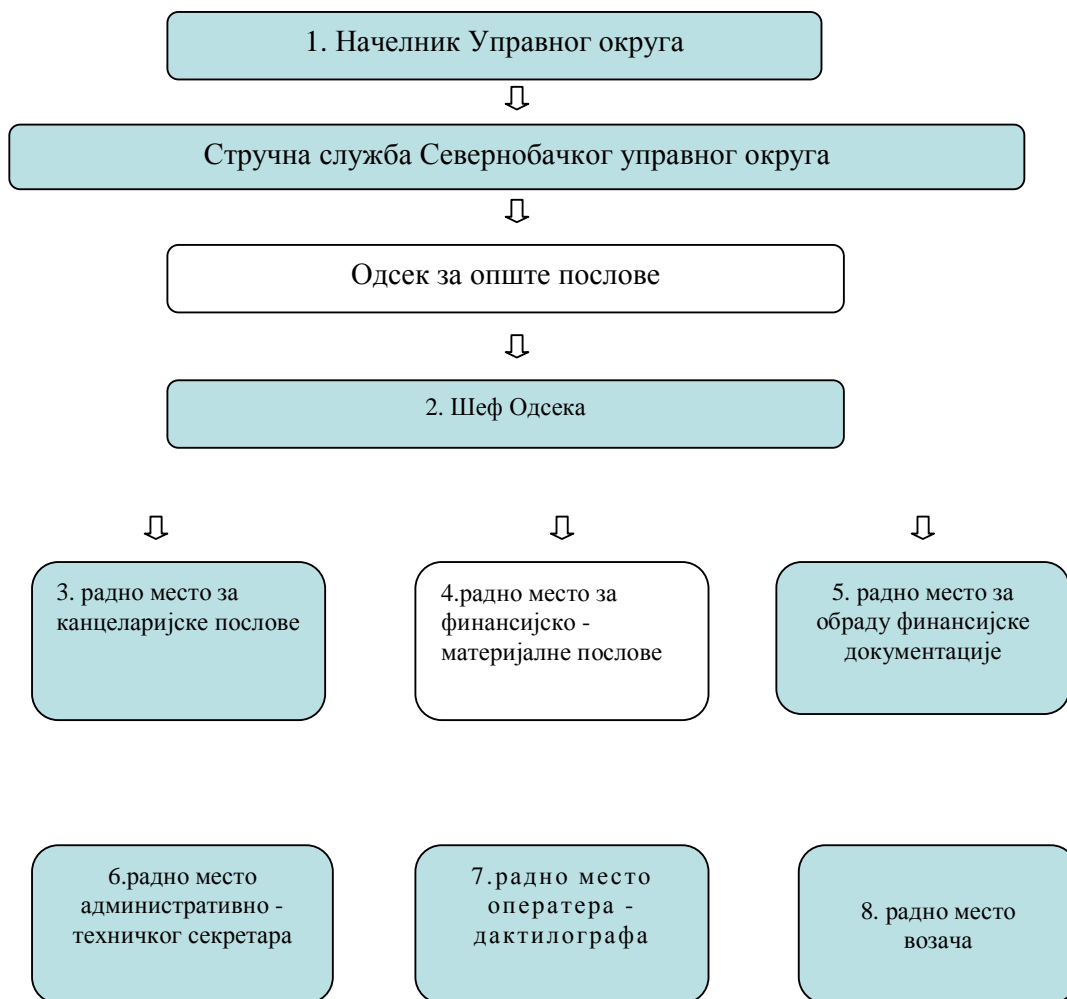 1. Начелник Управног округа
Стручна служба Севернобачког управног округа
Одсек за опште послове
2. Шеф Одсека
3. радно место за
канцеларијске послове
4.радно место за
финансијско -
материјалне послове
5. радно место за
обраду финансијске
документације
6.радно место
административно -
техничког секретара
7.радно место
оператера -
дактилографа
8. радно место
возача